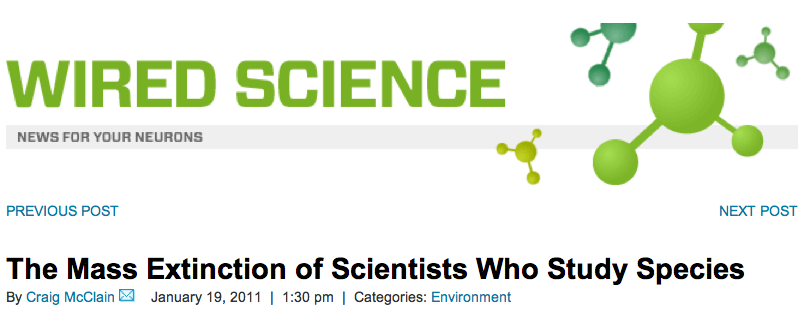 WIRED SCIENCE
NEWS FOR YOUR NEURONS
PREVIOUS POST NEXT POST
The Mass Extinction of Scientists Who Study Species
By Craig McClain January 19, 2011 | 1:30 pm | Categories: Environment